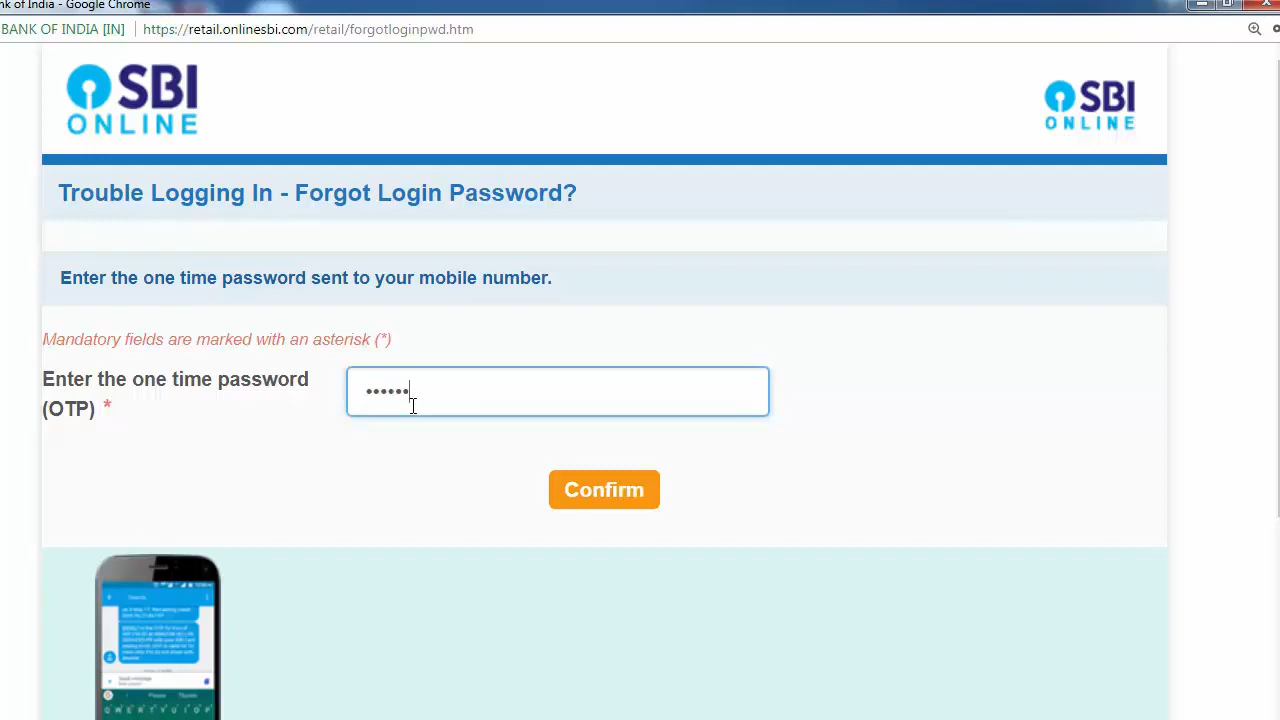 nk of India - Google Chrome
BANK OF INDIA [IN] https://retail.onlinesbi.com/retail/forgotloginpwd.htm
SBI
ONLINE
SBI
ONLINE
Trouble Logging In - Forgot Login Password?
Enter the one time password sent to your mobile number.
Mandatory fields are marked with an asterisk (*)
Enter the one time password
(OTP) *
••••••
Confirm
Q W E R T Y U I O P